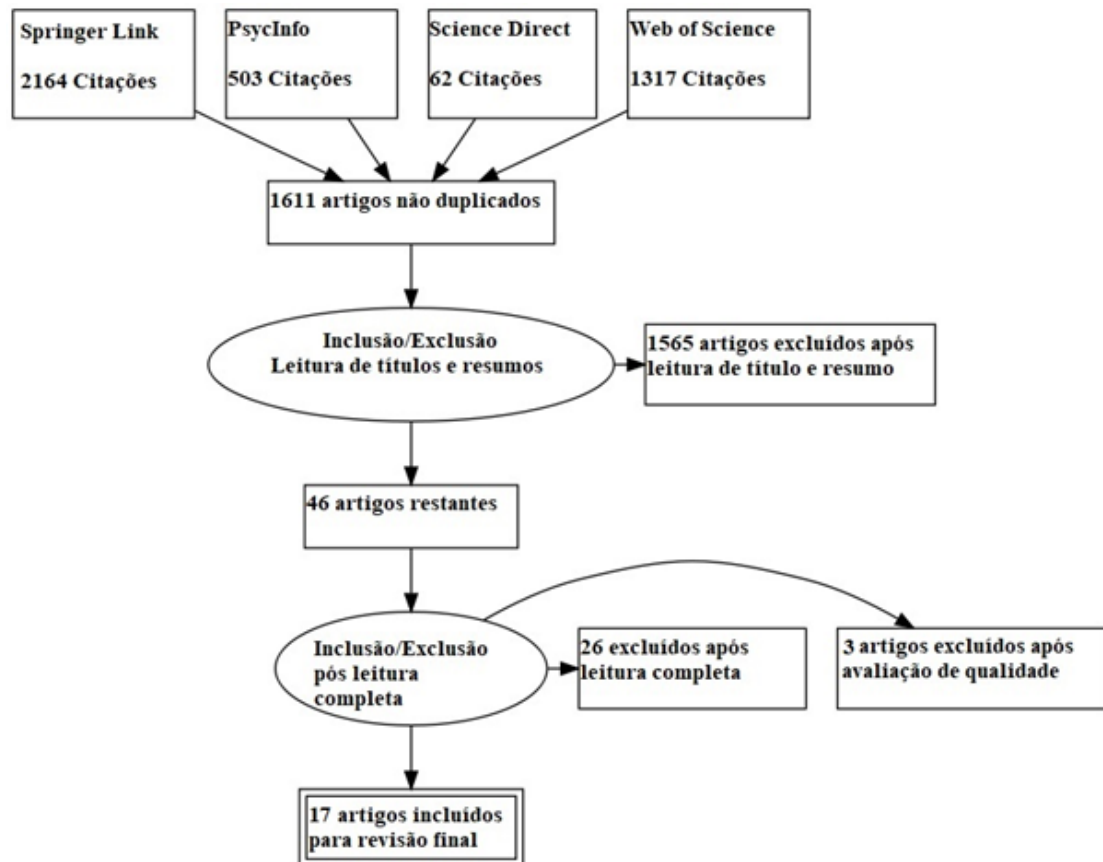 Springer Link
2164 Citações
PsycInfo
503 Citações
Science Direct
62 Citações
Web of Science
1317 Citações
1611 artigos não duplicados
Inclusão/Exclusão
Leitura de títulos e resumos
1565 artigos excluídos após
leitura de título e resumo
46 artigos restantes
Inclusão/Exclusão
pós leitura
completa
26 excluídos após
leitura completa
3 artigos excluídos após
avaliação de qualidade
17 artigos incluídos
para revisão final